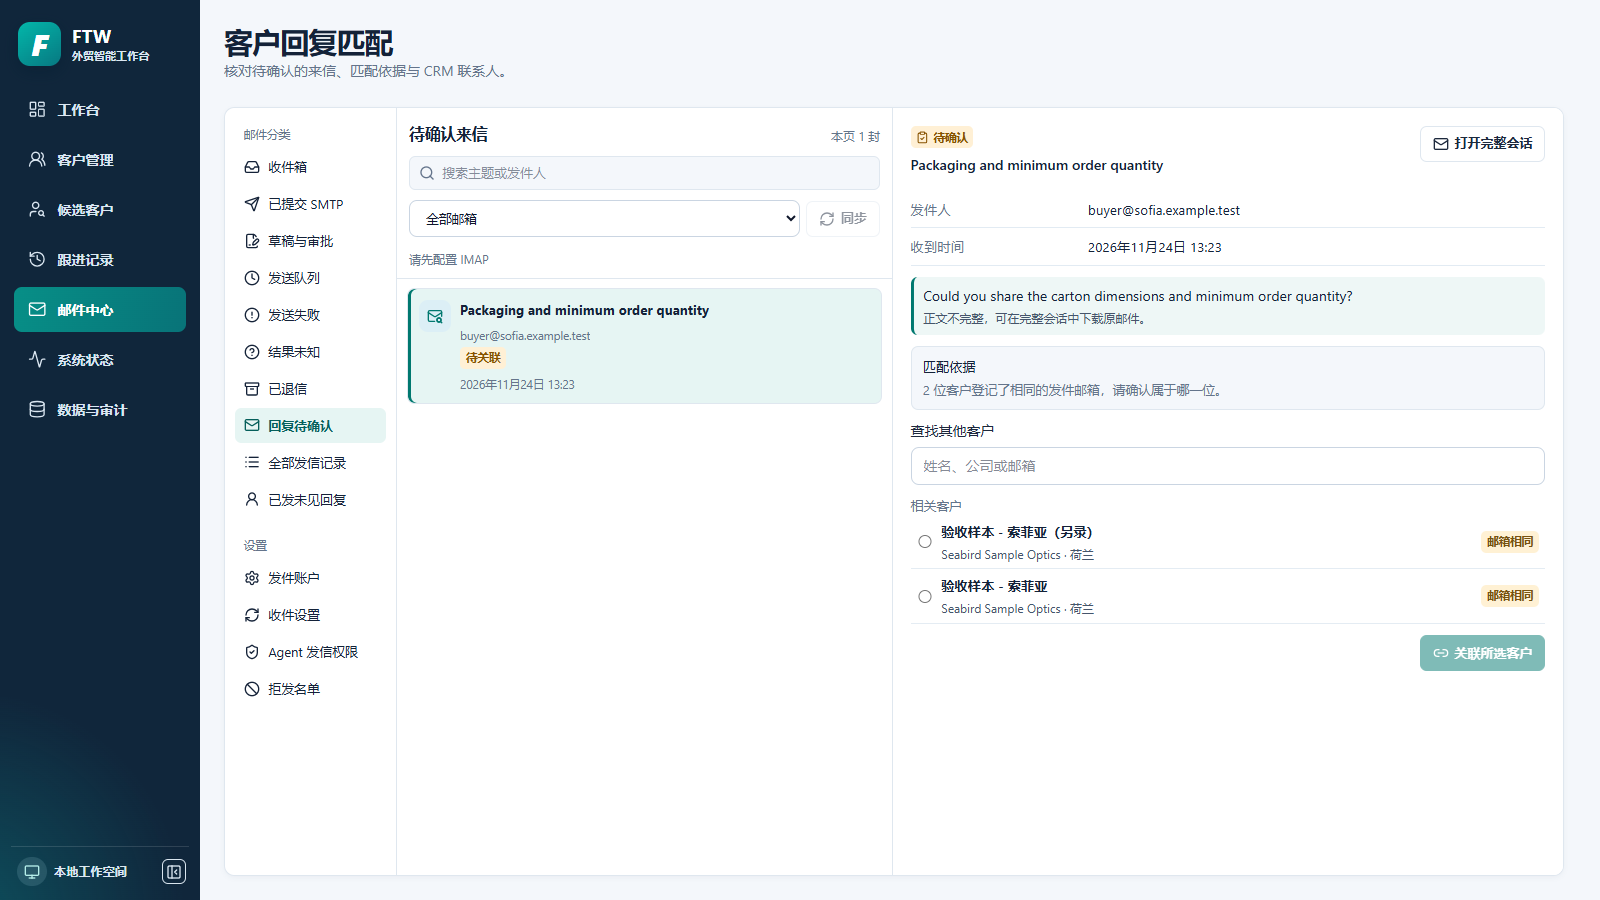 F
FTW
外贸智能工作台
工作台
客户管理
候选客户
跟进记录
邮件中心
系统状态
数据与审计
本地工作空间
客户回复匹配
核对待确认的来信、匹配依据与 CRM 联系人。
邮件分类
收件箱
已提交 SMTP
草稿与审批
发送队列
发送失败
结果未知
已退信
回复待确认
全部发信记录
已发未见回复
设置
发件账户
收件设置
Agent 发信权限
拒发名单
待确认来信
本页 1 封
搜索主题或发件人
全部邮箱
同步
请先配置 IMAP
Packaging and minimum order quantity
buyer@sofia.example.test
待关联
2026年11月24日 13:23
待确认
打开完整会话
Packaging and minimum order quantity
发件人
buyer@sofia.example.test
收到时间
2026年11月24日 13:23
Could you share the carton dimensions and minimum order quantity?
正文不完整，可在完整会话中下载原邮件。
匹配依据
2 位客户登记了相同的发件邮箱，请确认属于哪一位。
查找其他客户
姓名、公司或邮箱
相关客户
验收样本 - 索菲亚（另录）
Seabird Sample Optics · 荷兰
邮箱相同
验收样本 - 索菲亚
Seabird Sample Optics · 荷兰
邮箱相同
关联所选客户